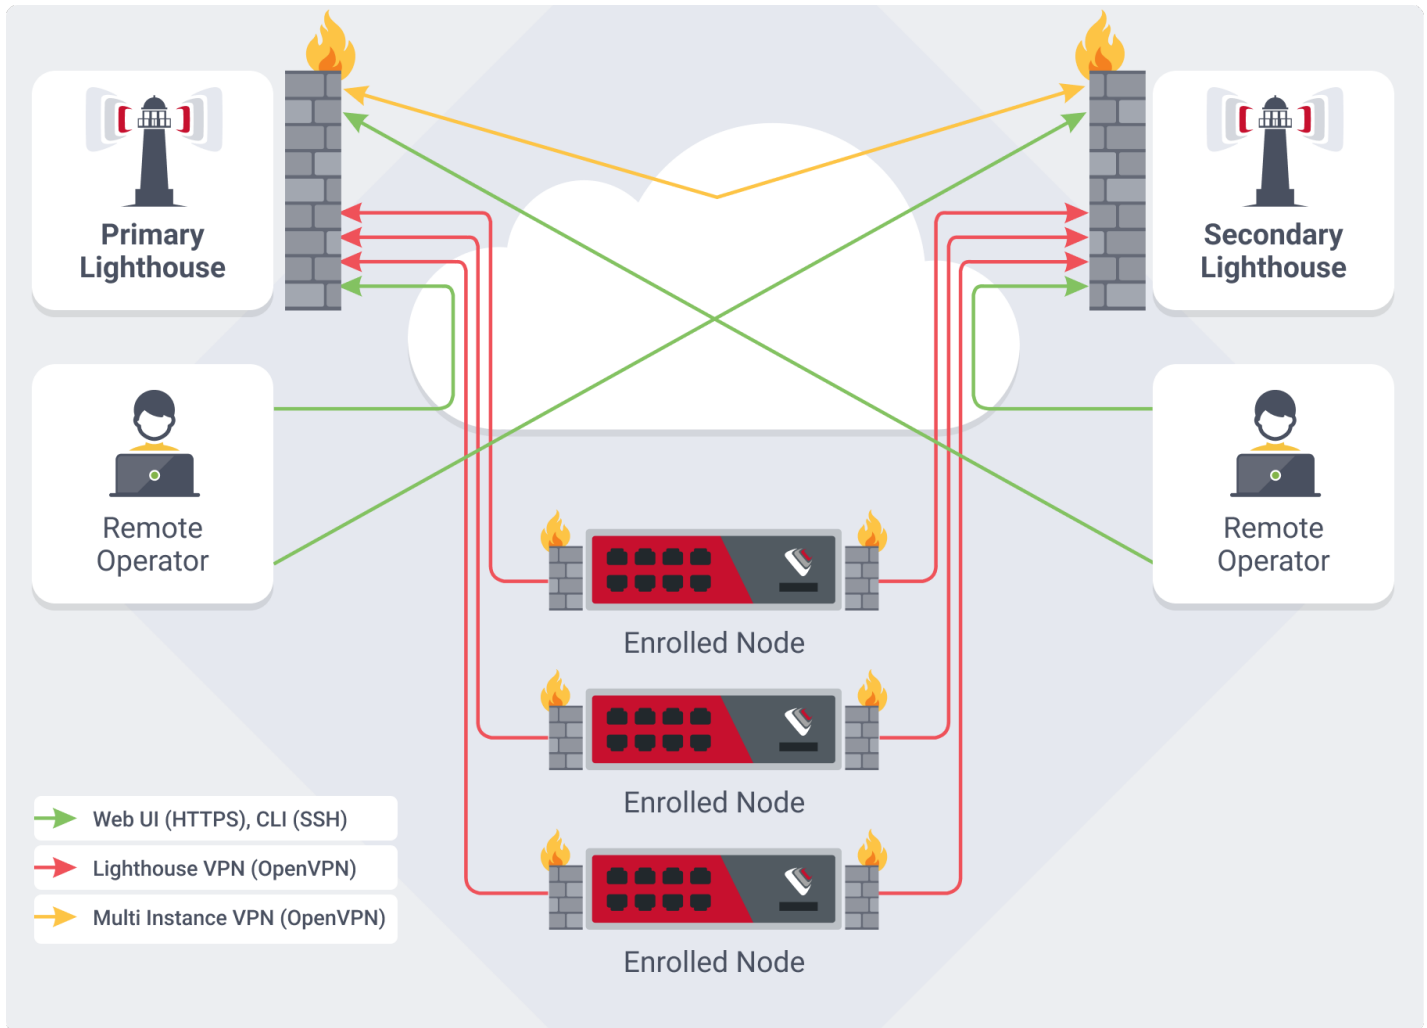 Primary
Lighthouse
Secondary
Lighthouse
Remote
Operator
Remote
Operator
Enrolled Node
Enrolled Node
Enrolled Node
Web UI (HTTPS), CLI (SSH)
Lighthouse VPN (OpenVPN)
Multi Instance VPN (OpenVPN)